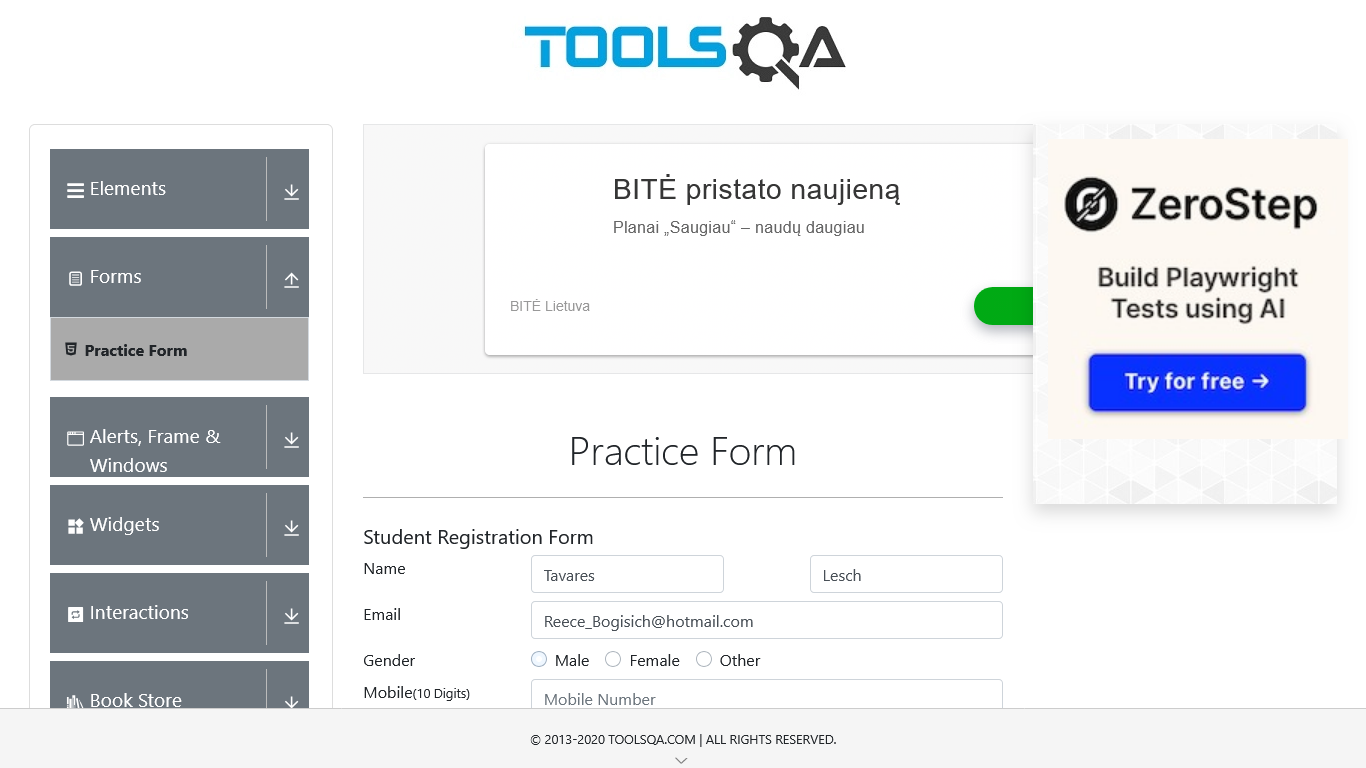 TOOLSQA
Elements
Forms
Practice Form
Alerts, Frame &
Windows
Widgets
Interactions
Book Store
BITĖ pristato naujieną
Planai „Saugiau“ – naudų daugiau
BITĖ Lietuva
ZeroStep
Build Playwright
Tests using AI
Try for free →
Practice Form
Student Registration Form
Name Tavares Lesch
Email Reece_Bogisich@hotmail.com
Gender Male Female Other
Mobile(10 Digits) Mobile Number
© 2013-2020 TOOLSQA.COM | ALL RIGHTS RESERVED.